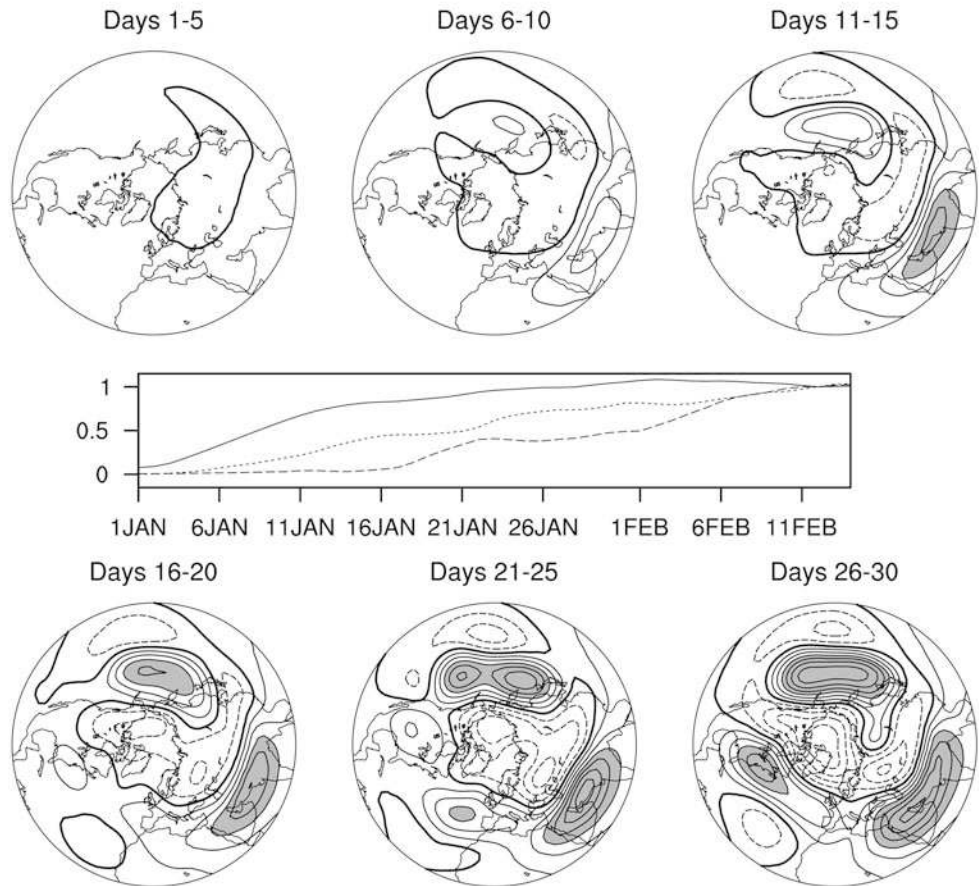 Days 1-5 Days 6-10 Days 11-15
1
0.5
0
1JAN 6JAN 11JAN 16JAN 21JAN 26JAN 1FEB 6FEB 11FEB
Days 16-20 Days 21-25 Days 26-30